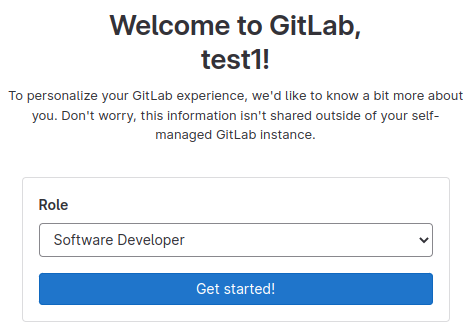 Welcome to GitLab,
test1!
To personalize your GitLab experience, we'd like to know a bit more about
you. Don't worry, this information isn't shared outside of your self-
managed GitLab instance.
Role
Software Developer
Get started!